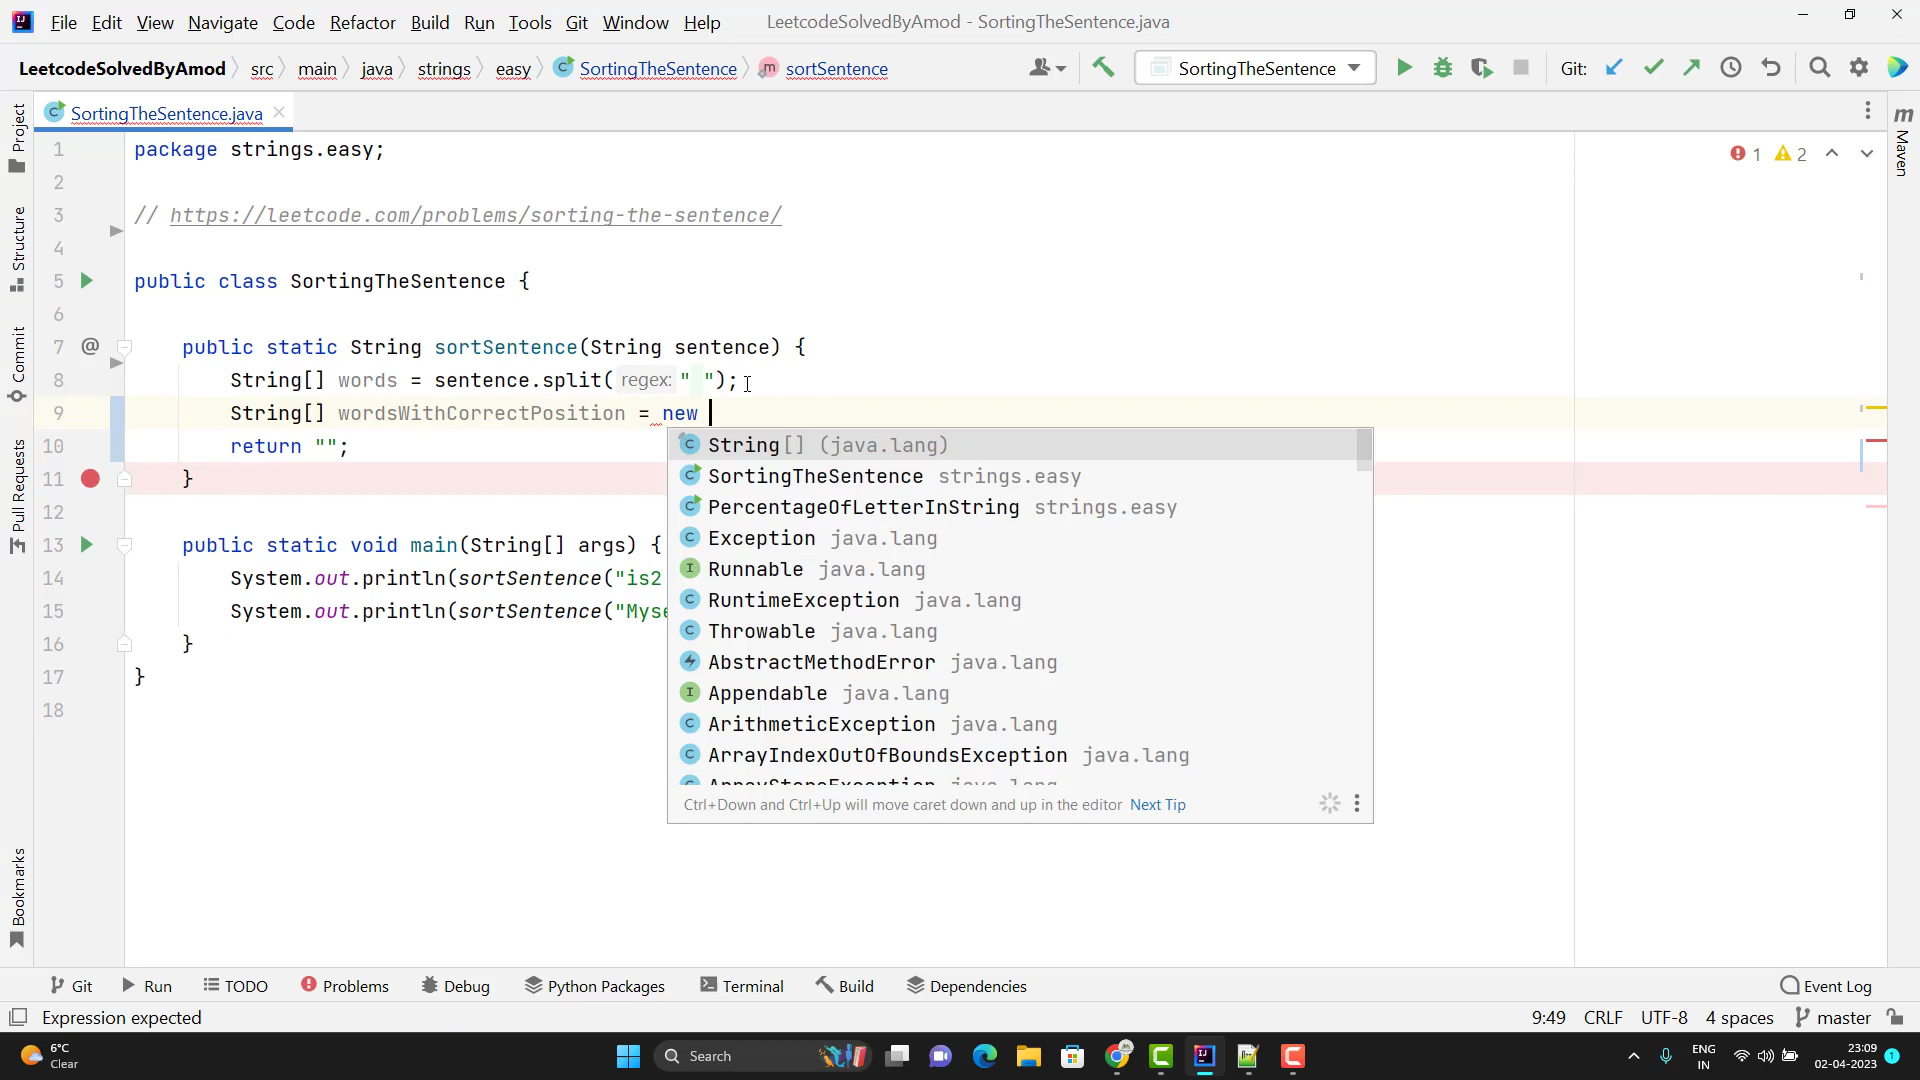 File Edit View Navigate Code Refactor Build Run Tools Git Window Help LeetcodeSolvedByAmod - SortingTheSentence.java
LeetcodeSolvedByAmod src main java strings easy SortingTheSentence sortSentence SortingTheSentence Git:
SortingTheSentence.java
Project
Structure
Commit
Pull Requests
Bookmarks
m Maven
1 2
1 package strings.easy;
2
3 // https://leetcode.com/problems/sorting-the-sentence/
4
5 public class SortingTheSentence {
6
7 @ public static String sortSentence(String sentence) {
8 String[] words = sentence.split( regex: " ");
9 String[] wordsWithCorrectPosition = new
10 return "";
11 }
12
13 public static void main(String[] args) {
14 System.out.println(sortSentence("is2
15 System.out.println(sortSentence("Myse
16 }
17 }
18
String[] (java.lang)
SortingTheSentence strings.easy
PercentageOfLetterInString strings.easy
Exception java.lang
Runnable java.lang
RuntimeException java.lang
Throwable java.lang
AbstractMethodError java.lang
Appendable java.lang
ArithmeticException java.lang
ArrayIndexOutOfBoundsException java.lang
Ctrl+Down and Ctrl+Up will move caret down and up in the editor Next Tip
Git Run TODO Problems Debug Python Packages Terminal Build Dependencies Event Log
Expression expected 9:49 CRLF UTF-8 4 spaces master
6°C
Clear
Search
ENG
IN
23:09
02-04-2023
1